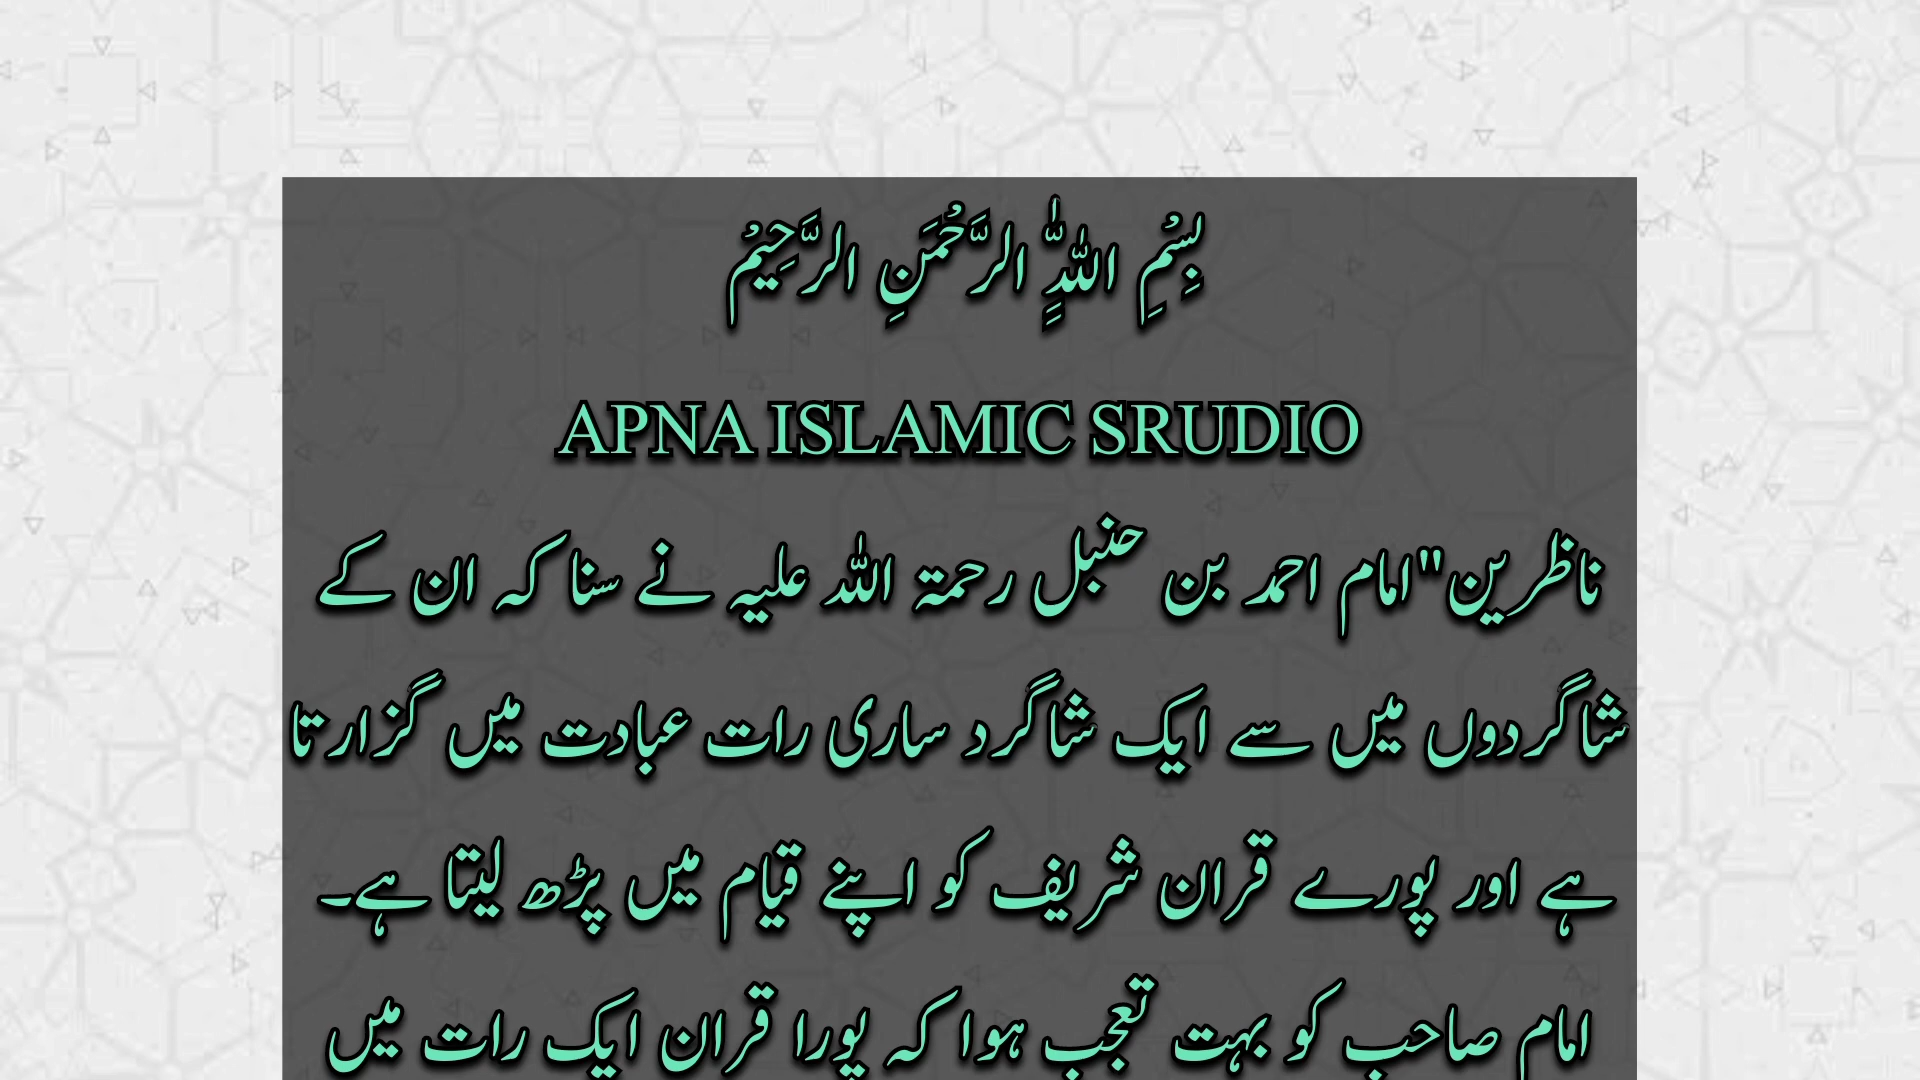 بِسْمِ اللّٰہِ الرَّحْمَنِ الرَّحِيْمْ
APNA ISLAMIC SRUDIO
ناظرین"امام احمد بن حنبل رحمۃ اللہ علیہ نے سنا کہ ان کے
شاگردوں میں سے ایک شاگرد ساری رات عبادت میں گزارتا
ہے اور پورے قران شریف کو اپنے قیام میں پڑھ لیتا ہے۔
امام صاحب کو بہت تعجب ہوا کہ پورا قران ایک رات میں